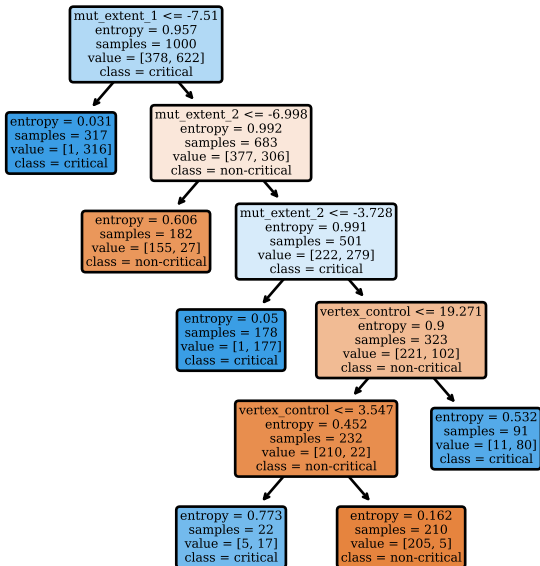 mut_extent_1 <= -7.51
entropy = 0.957
samples = 1000
value = [378, 622]
class = critical
entropy = 0.031
samples = 317
value = [1, 316]
class = critical
mut_extent_2 <= -6.998
entropy = 0.992
samples = 683
value = [377, 306]
class = non-critical
entropy = 0.606
samples = 182
value = [155, 27]
class = non-critical
mut_extent_2 <= -3.728
entropy = 0.991
samples = 501
value = [222, 279]
class = critical
entropy = 0.05
samples = 178
value = [1, 177]
class = critical
vertex_control <= 19.271
entropy = 0.9
samples = 323
value = [221, 102]
class = non-critical
vertex_control <= 3.547
entropy = 0.452
samples = 232
value = [210, 22]
class = non-critical
entropy = 0.532
samples = 91
value = [11, 80]
class = critical
entropy = 0.773
samples = 22
value = [5, 17]
class = critical
entropy = 0.162
samples = 210
value = [205, 5]
class = non-critical